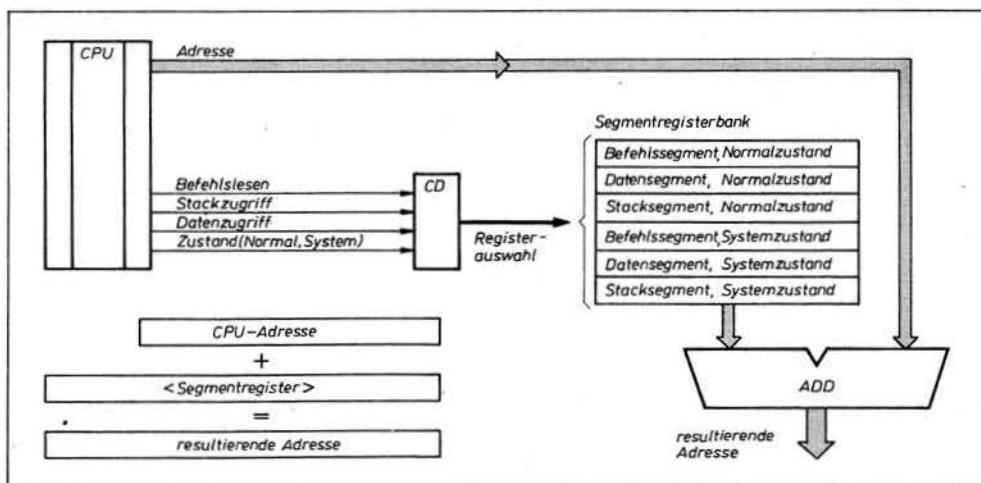 CPU
Adresse
Befehlslesen
Stackzugriff
Datenzugriff
Zustand(Normal,System)
CD
Register-
auswahl
Segmentregisterbank
Befehlssegment,Normalzustand
Datensegment, Normalzustand
Stacksegment, Normalzustand
Befehlssegment,Systemzustand
Datensegment, Systemzustand
Stacksegment, Systemzustand
CPU-Adresse
+
<Segmentregister>
=
resultierende Adresse
ADD
resultierende
Adresse